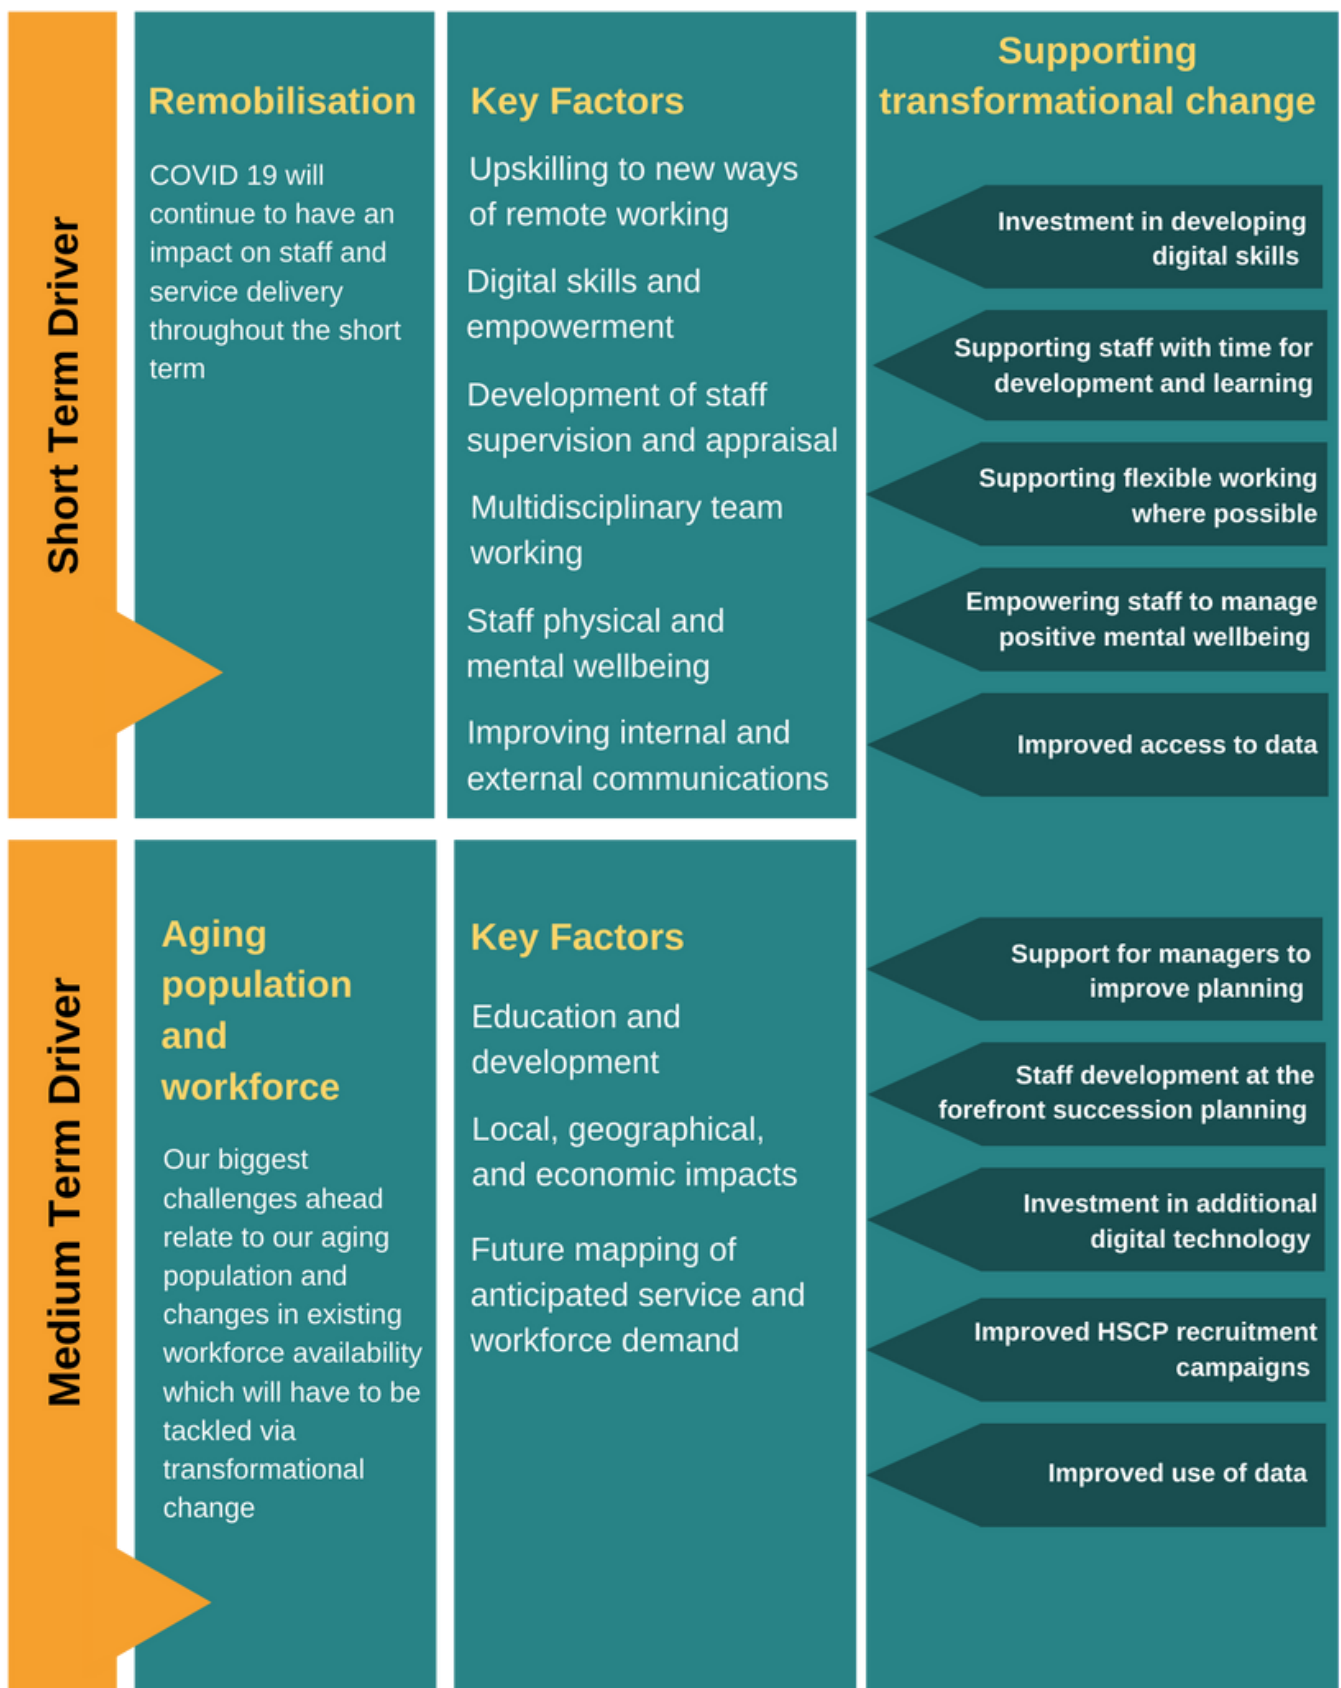 Short Term Driver
Remobilisation
COVID 19 will
continue to have an
impact on staff and
service delivery
throughout the short
term
Key Factors
Upskilling to new ways
of remote working
Digital skills and
empowerment
Development of staff
supervision and appraisal
Multidisciplinary team
working
Staff physical and
mental wellbeing
Improving internal and
external communications
Supporting
transformational change
Investment in developing
digital skills
Supporting staff with time for
development and learning
Supporting flexible working
where possible
Empowering staff to manage
positive mental wellbeing
Improved access to data
Medium Term Driver
Aging
population
and
workforce
Our biggest
challenges ahead
relate to our aging
population and
changes in existing
workforce availability
which will have to be
tackled via
transformational
change
Key Factors
Education and
development
Local, geographical,
and economic impacts
Future mapping of
anticipated service and
workforce demand
Support for managers to
improve planning
Staff development at the
forefront succession planning
Investment in additional
digital technology
Improved HSCP recruitment
campaigns
Improved use of data